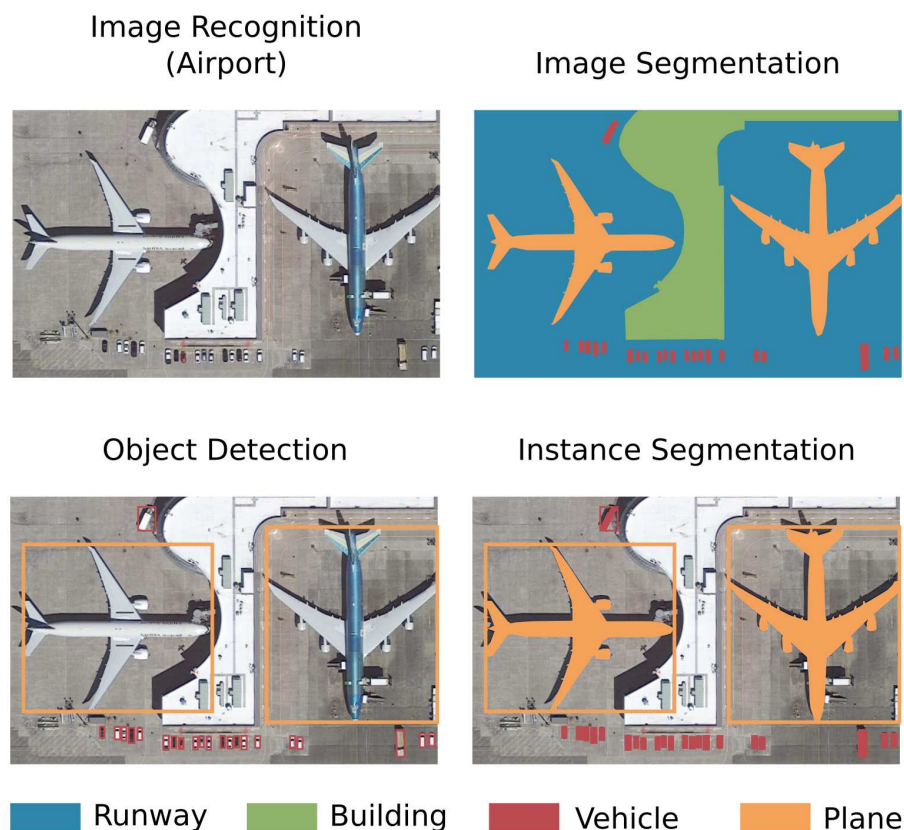 Image Recognition
(Airport)
Image Segmentation
Object Detection
Instance Segmentation
Runway
Building
Vehicle
Plane